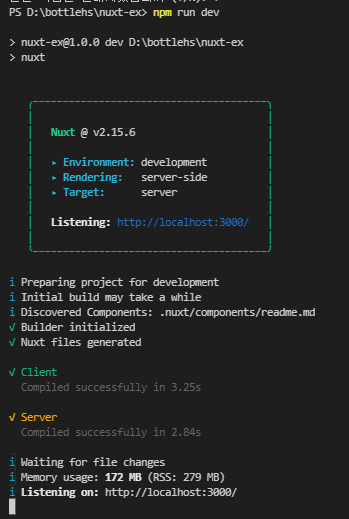 PS D:\bottlehs\nuxt-ex> npm run dev
> nuxt-ex@1.0.0 dev D:\bottlehs\nuxt-ex
> nuxt
Nuxt @ v2.15.6
▸ Environment: development
▸ Rendering: server-side
▸ Target: server
Listening: http://localhost:3000/
i Preparing project for development
i Initial build may take a while
i Discovered Components: .nuxt/components/readme.md
√ Builder initialized
√ Nuxt files generated
√ Client
Compiled successfully in 3.25s
√ Server
Compiled successfully in 2.84s
i Waiting for file changes
i Memory usage: 172 MB (RSS: 279 MB)
i Listening on: http://localhost:3000/